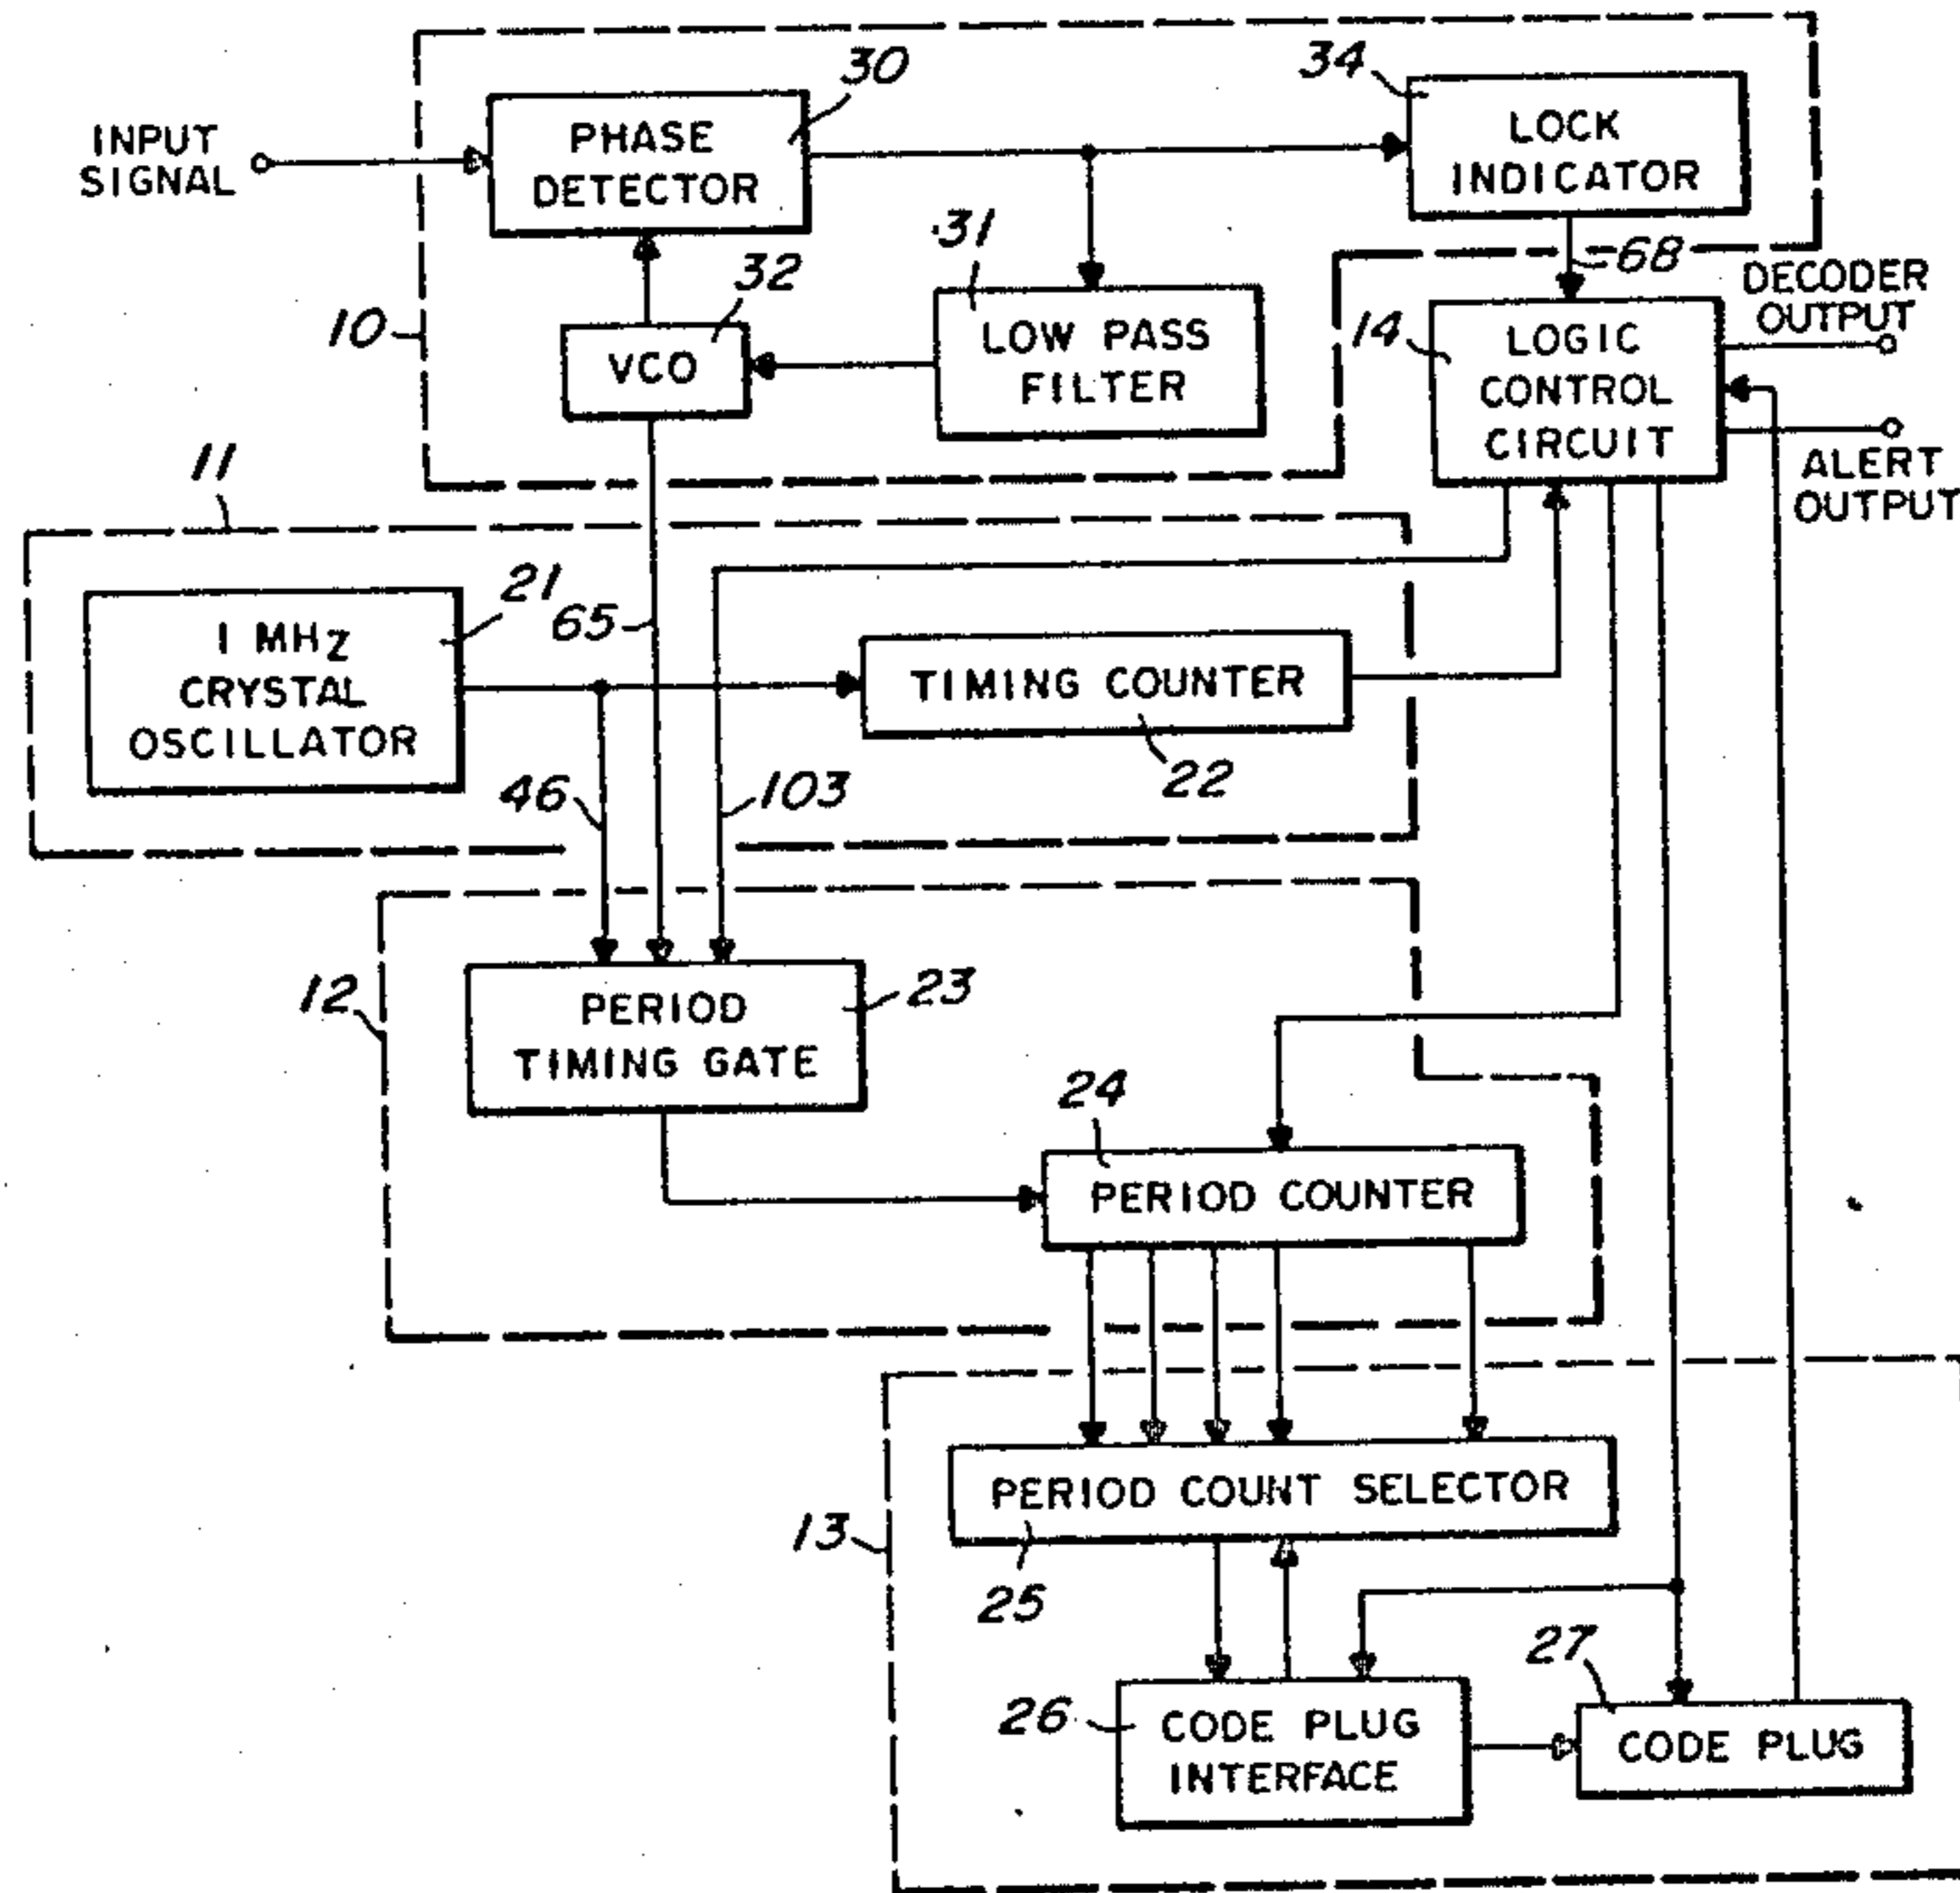 30
34
INPUT
SIGNAL
PHASE
DETECTOR
LOCK
INDICATOR
31
32
68
DECODER
OUTPUT
10
VCO
LOW PASS
FILTER
14
LOGIC
CONTROL
CIRCUIT
ALERT
OUTPUT
11
21
1 MHz
CRYSTAL
OSCILLATOR
65
TIMING COUNTER
46
103
22
12
PERIOD
TIMING GATE
23
24
PERIOD COUNTER
PERIOD COUNT SELECTOR
13
25
27
26
CODE PLUG
INTERFACE
CODE PLUG